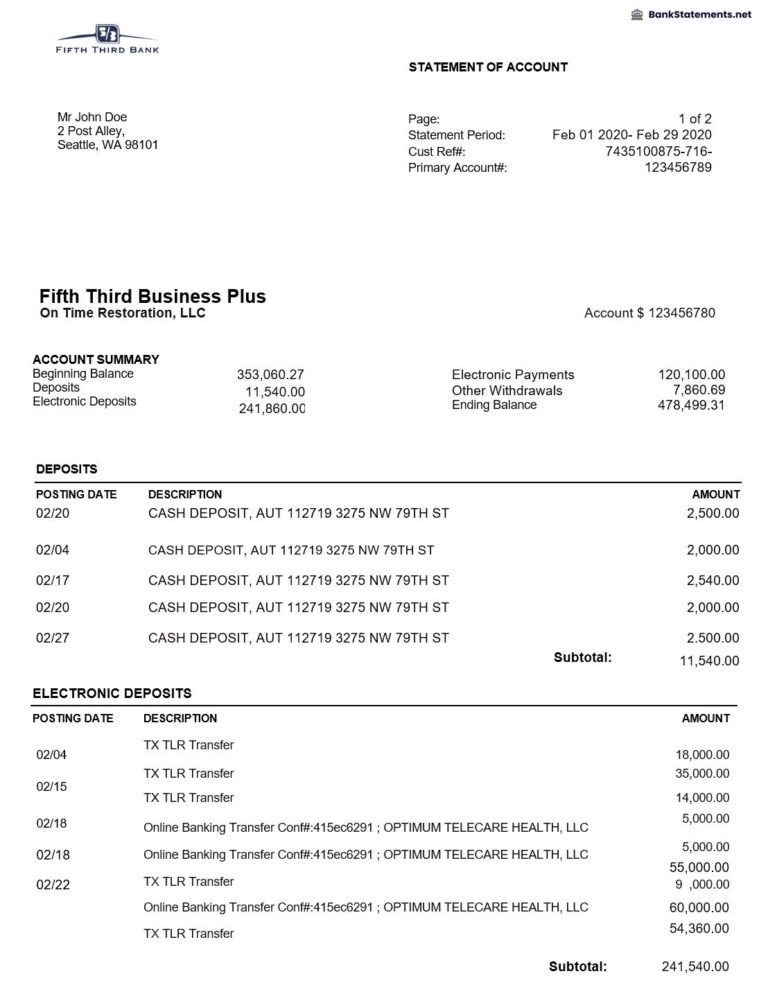 BankStatements.net
FIFTH THIRD BANK
STATEMENT OF ACCOUNT
Mr John Doe
2 Post Alley,
Seattle, WA 98101
Page: 1 of 2
Statement Period: Feb 01 2020- Feb 29 2020
Cust Ref#: 7435100875-716-
Primary Account#: 123456789
Fifth Third Business Plus
On Time Restoration, LLC Account $ 123456780
ACCOUNT SUMMARY
Beginning Balance 353,060.27 Electronic Payments 120,100.00
Deposits 11,540.00 Other Withdrawals 7,860.69
Electronic Deposits 241,860.00 Ending Balance 478,499.31
DEPOSITS
POSTING DATE DESCRIPTION AMOUNT
02/20 CASH DEPOSIT, AUT 112719 3275 NW 79TH ST 2,500.00
02/04 CASH DEPOSIT, AUT 112719 3275 NW 79TH ST 2,000.00
02/17 CASH DEPOSIT, AUT 112719 3275 NW 79TH ST 2,540.00
02/20 CASH DEPOSIT, AUT 112719 3275 NW 79TH ST 2,000.00
02/27 CASH DEPOSIT, AUT 112719 3275 NW 79TH ST 2.500.00
Subtotal: 11,540.00
ELECTRONIC DEPOSITS
POSTING DATE DESCRIPTION AMOUNT
02/04 TX TLR Transfer 18,000.00
TX TLR Transfer 35,000.00
02/15 TX TLR Transfer 14,000.00
02/18 Online Banking Transfer Conf#:415ec6291 ; OPTIMUM TELECARE HEALTH, LLC 5,000.00
02/18 Online Banking Transfer Conf#:415ec6291 ; OPTIMUM TELECARE HEALTH, LLC 5,000.00
55,000.00
02/22 TX TLR Transfer 9 ,000.00
Online Banking Transfer Conf#:415ec6291 ; OPTIMUM TELECARE HEALTH, LLC 60,000.00
TX TLR Transfer 54,360.00
Subtotal: 241,540.00